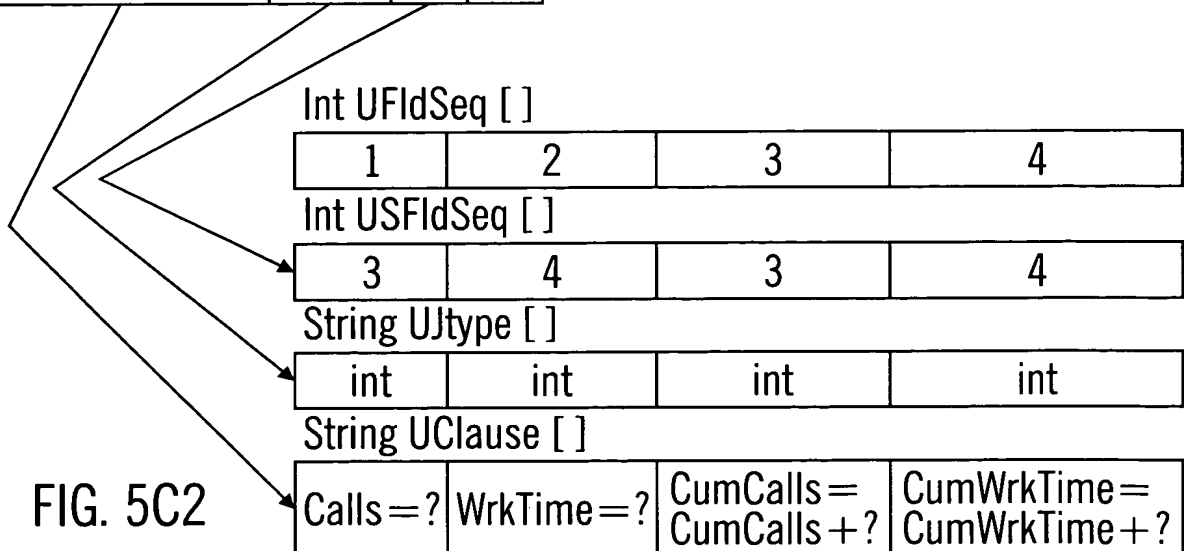 Int UFldSeq [ ]
1 2 3 4
Int USFldSeq [ ]
3 4 3 4
String UJtype [ ]
int int int int
String UClause [ ]
Calls=? WrkTime=? CumCalls= CumCalls+? CumWrkTime= CumWrkTime+?
FIG. 5C2